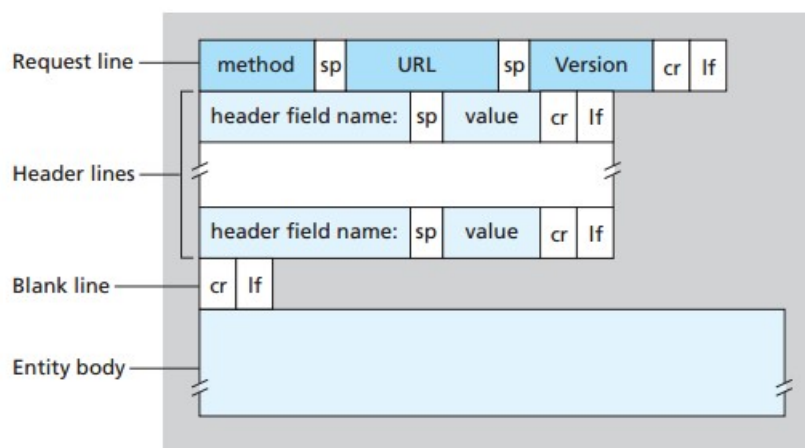 Request line method sp URL sp Version cr lf
header field name: sp value cr lf
Header lines
header field name: sp value cr lf
Blank line cr lf
Entity body